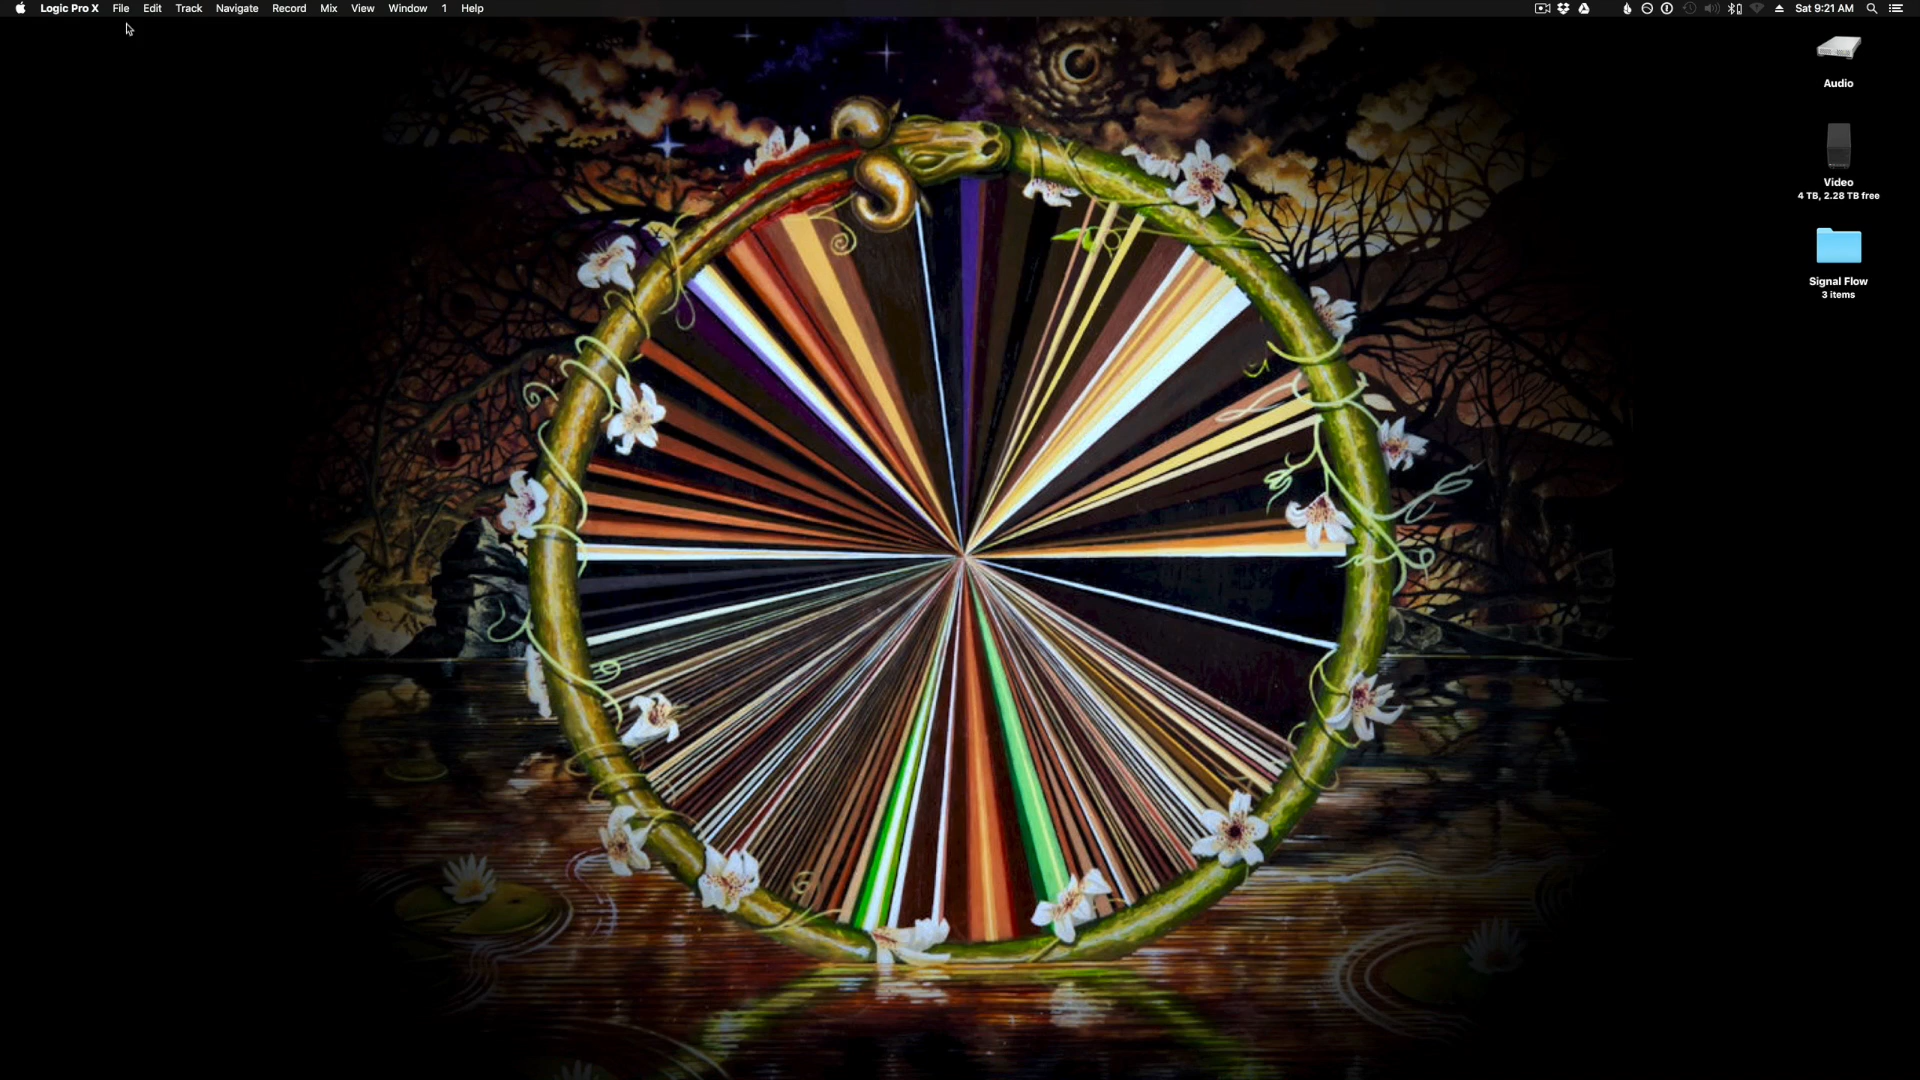 Logic Pro X File Edit Track Navigate Record Mix View Window 1 Help Sat 9:21 AM
Audio
Video
4 TB, 2.28 TB free
Signal Flow
3 items